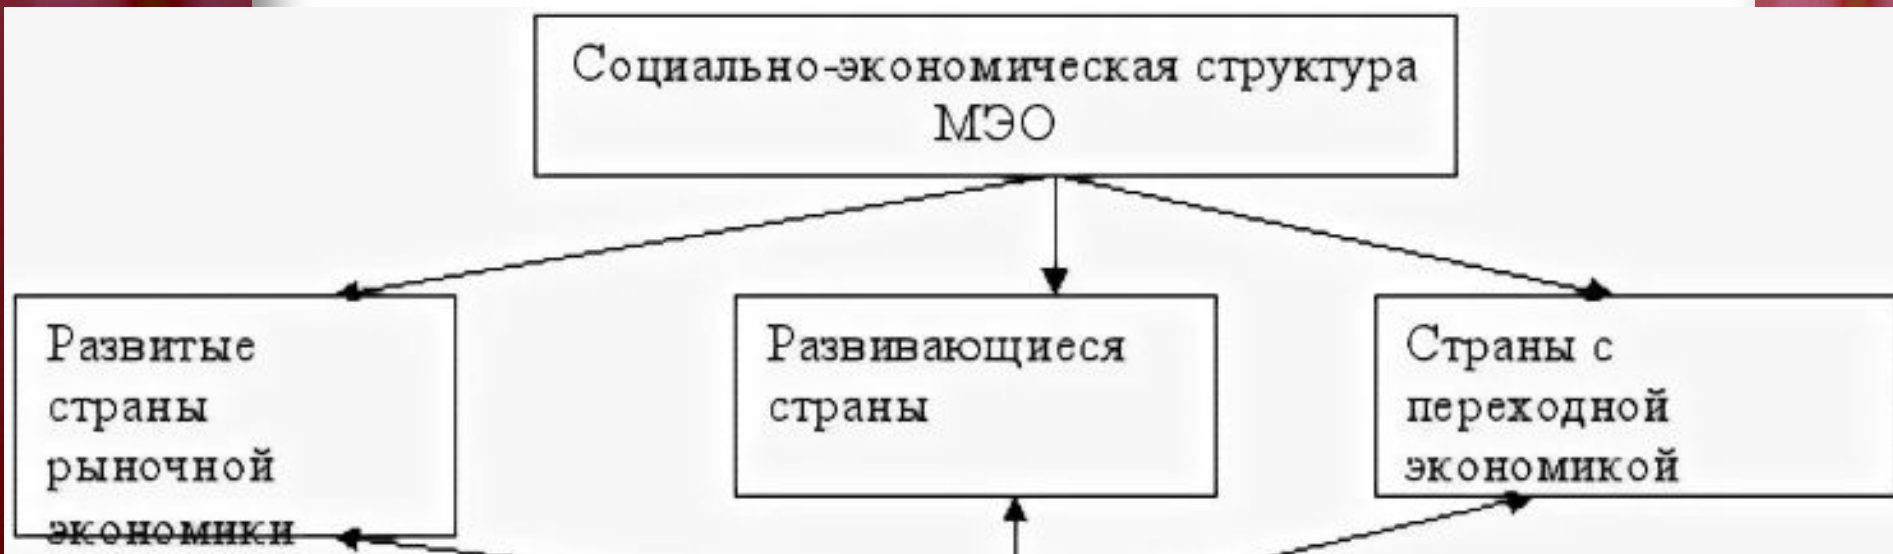 Социально-экономическая структура
МЭО
Развитые
страны
рыночной
экономики
Развивающиеся
страны
Страны с
переходной
экономикой